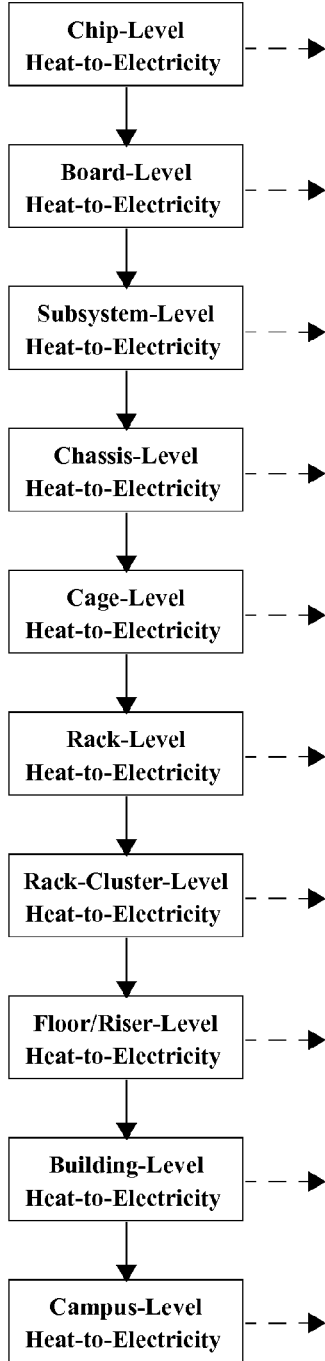 Chip-Level
Heat-to-Electricity
Board-Level
Heat-to-Electricity
Subsystem-Level
Heat-to-Electricity
Chassis-Level
Heat-to-Electricity
Cage-Level
Heat-to-Electricity
Rack-Level
Heat-to-Electricity
Rack-Cluster-Level
Heat-to-Electricity
Floor/Riser-Level
Heat-to-Electricity
Building-Level
Heat-to-Electricity
Campus-Level
Heat-to-Electricity